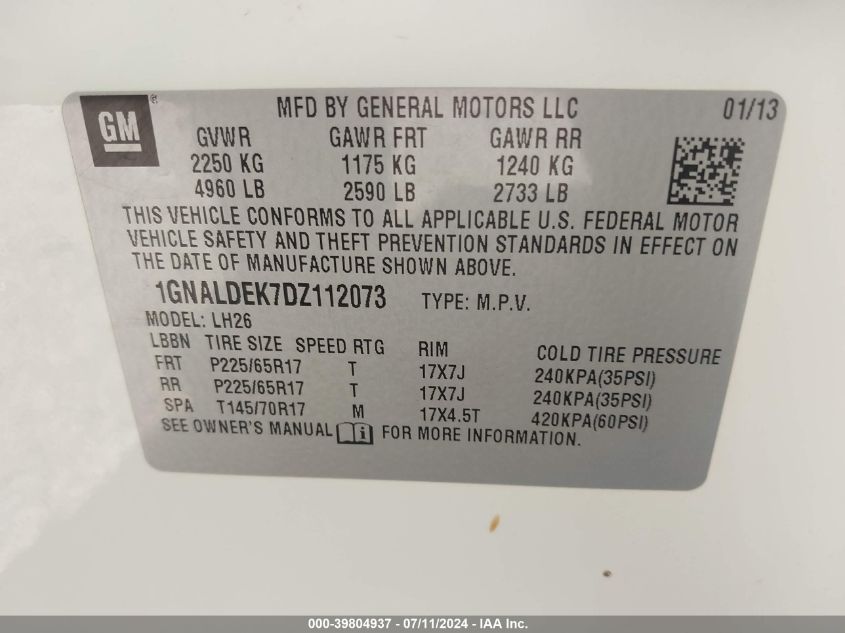 GM ® MFD BY GENERAL MOTORS LLC 01/13
GVWR GAWR FRT GAWR RR
2250 KG 1175 KG 1240 KG
4960 LB 2590 LB 2733 LB
THIS VEHICLE CONFORMS TO ALL APPLICABLE U.S. FEDERAL MOTOR
VEHICLE SAFETY AND THEFT PREVENTION STANDARDS IN EFFECT ON
THE DATE OF MANUFACTURE SHOWN ABOVE.
1GNALDEK7DZ112073 TYPE: M.P.V.
MODEL: LH26
LBBN TIRE SIZE SPEED RTG RIM COLD TIRE PRESSURE
FRT P225/65R17 T 17X7J 240KPA(35PSI)
RR P225/65R17 T 17X7J 240KPA(35PSI)
SPA T145/70R17 M 17X4.5T 420KPA(60PSI)
SEE OWNER'S MANUAL i FOR MORE INFORMATION.
000-39804937 - 07/11/2024 - IAA Inc.